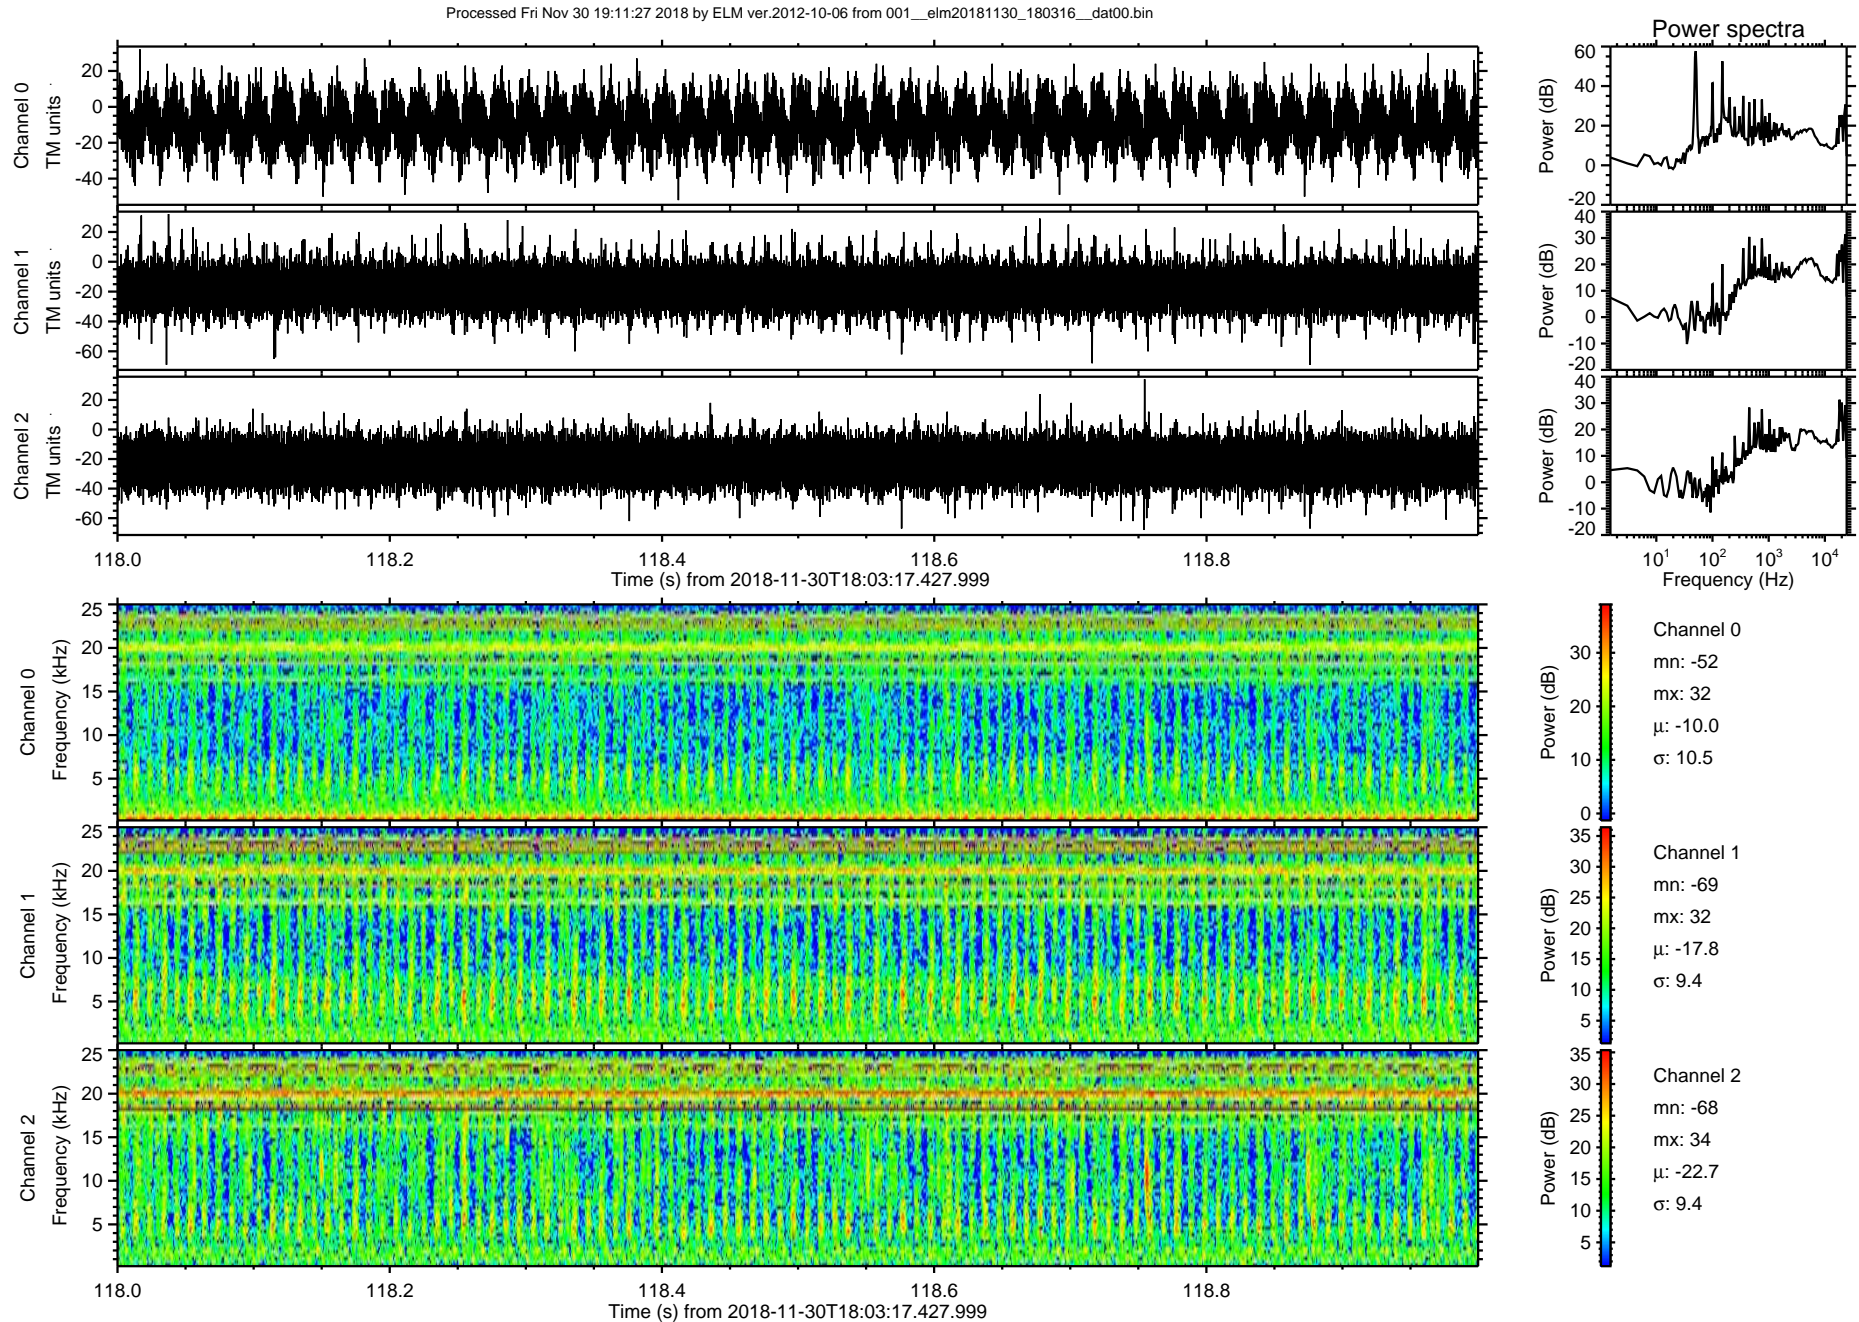 Processed Fri Nov 30 19:11:27 2018 by ELM ver.2012-10-06 from 001__elm20181130_180316__dat00.bin
Power spectra
Channel 0
TM units
20
0
-20
-40
Power (dB)
60
40
20
0
-20
Channel 1
TM units
20
0
-20
-40
-60
Power (dB)
40
30
20
10
0
-10
-20
Channel 2
TM units
20
0
-20
-40
-60
Power (dB)
40
30
20
10
0
-10
-20
118.0 118.2 118.4 118.6 118.8
Time (s) from 2018-11-30T18:03:17.427.999
10^1 10^2 10^3 10^4
Frequency (Hz)
Channel 0
Frequency (kHz)
25
20
15
10
5
Power (dB)
30
20
10
0
Channel 0
mn: -52
mx: 32
μ: -10.0
σ: 10.5
Channel 1
Frequency (kHz)
25
20
15
10
5
Power (dB)
35
30
25
20
15
10
5
Channel 1
mn: -69
mx: 32
μ: -17.8
σ: 9.4
Channel 2
Frequency (kHz)
25
20
15
10
5
Power (dB)
35
30
25
20
15
10
5
Channel 2
mn: -68
mx: 34
μ: -22.7
σ: 9.4
118.0 118.2 118.4 118.6 118.8
Time (s) from 2018-11-30T18:03:17.427.999